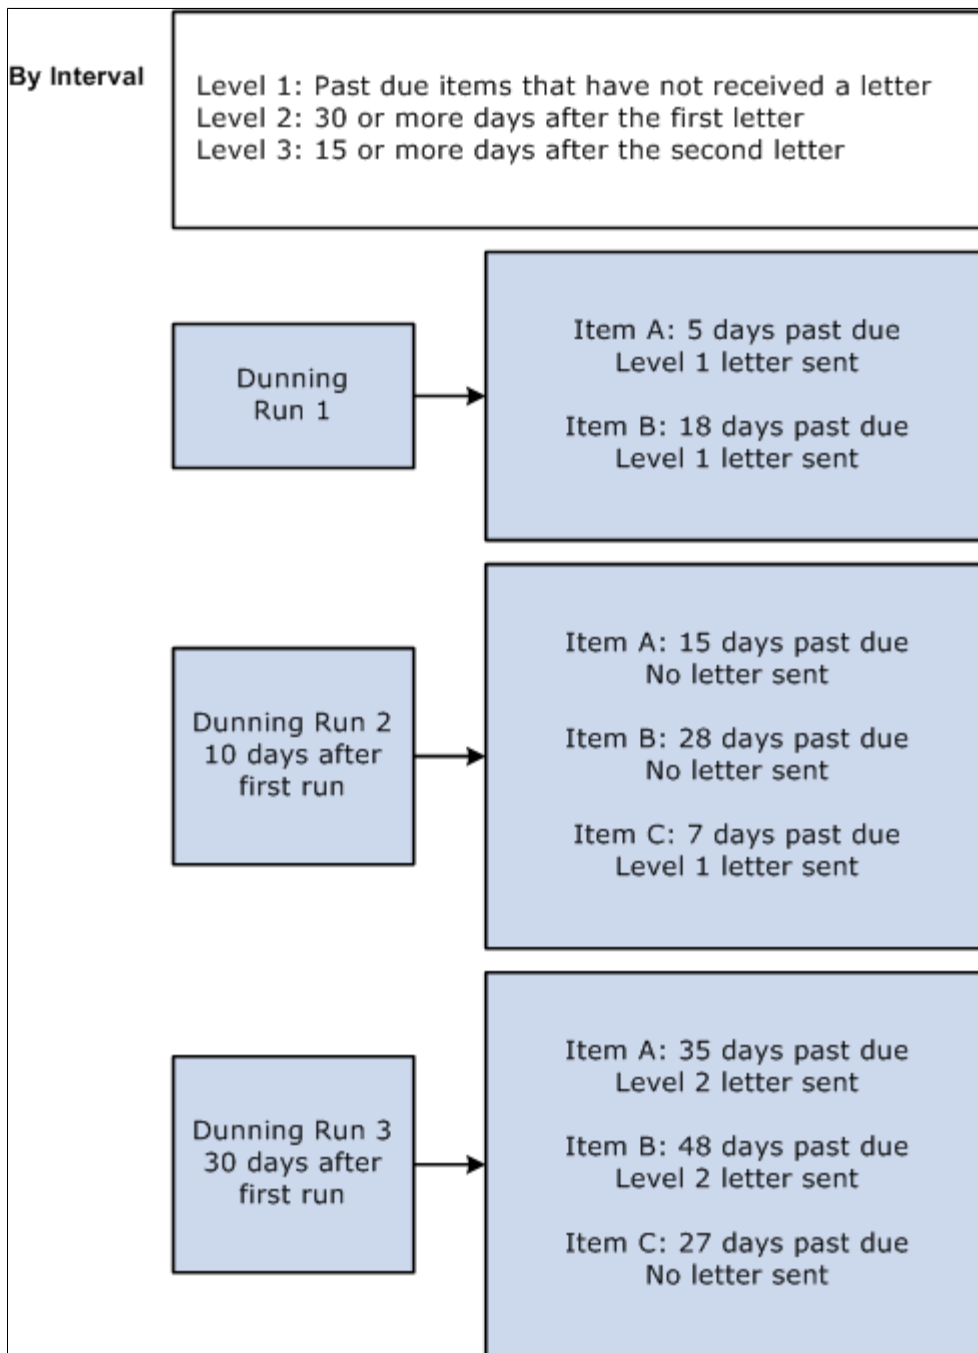 By Interval
Level 1: Past due items that have not received a letter
Level 2: 30 or more days after the first letter
Level 3: 15 or more days after the second letter
Dunning
Run 1
Item A: 5 days past due
Level 1 letter sent
Item B: 18 days past due
Level 1 letter sent
Dunning Run 2
10 days after
first run
Item A: 15 days past due
No letter sent
Item B: 28 days past due
No letter sent
Item C: 7 days past due
Level 1 letter sent
Dunning Run 3
30 days after
first run
Item A: 35 days past due
Level 2 letter sent
Item B: 48 days past due
Level 2 letter sent
Item C: 27 days past due
No letter sent